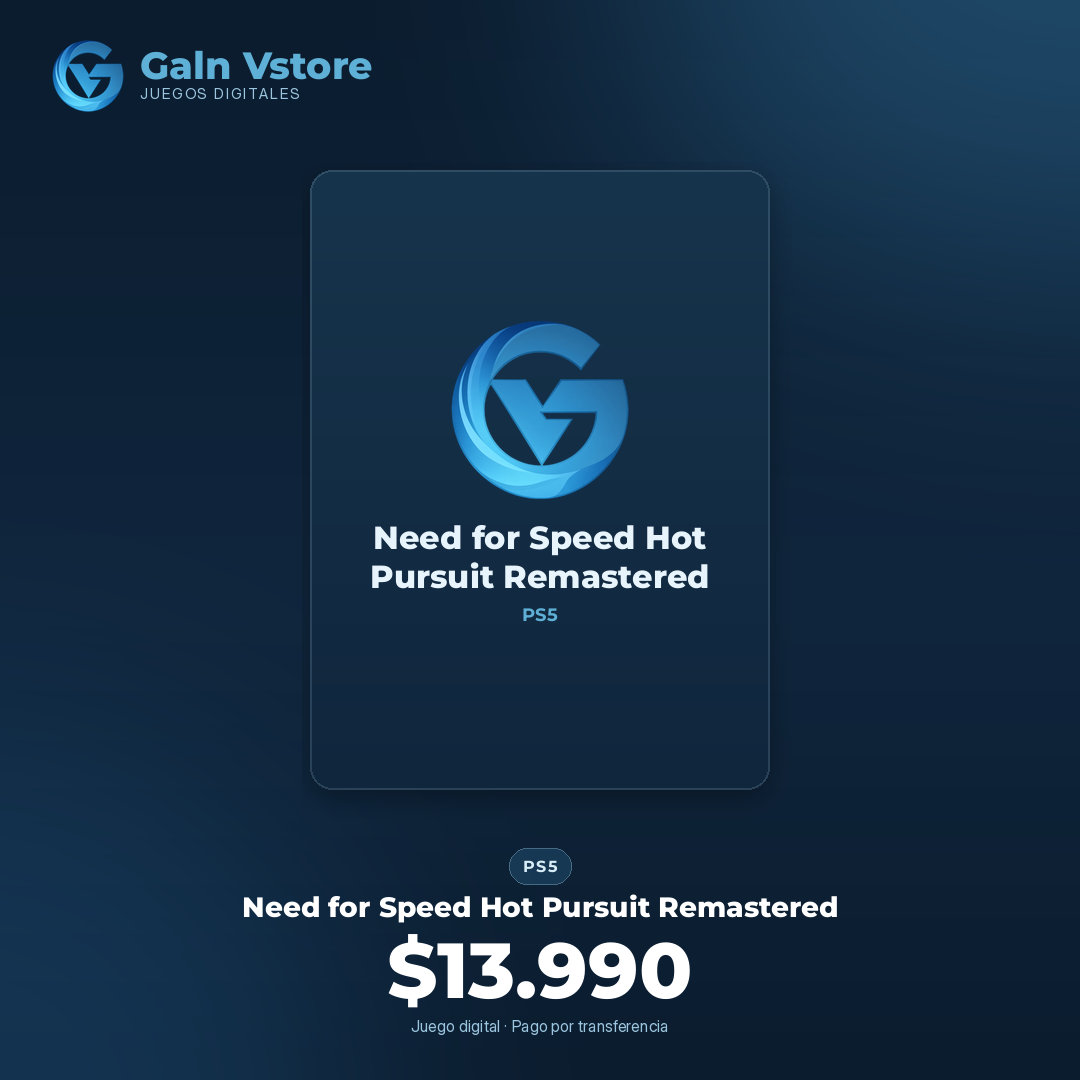 Galn Vstore
JUEGOS DIGITALES
Need for Speed Hot
Pursuit Remastered
PS5
PS5
Need for Speed Hot Pursuit Remastered
$13.990
Juego digital · Pago por transferencia